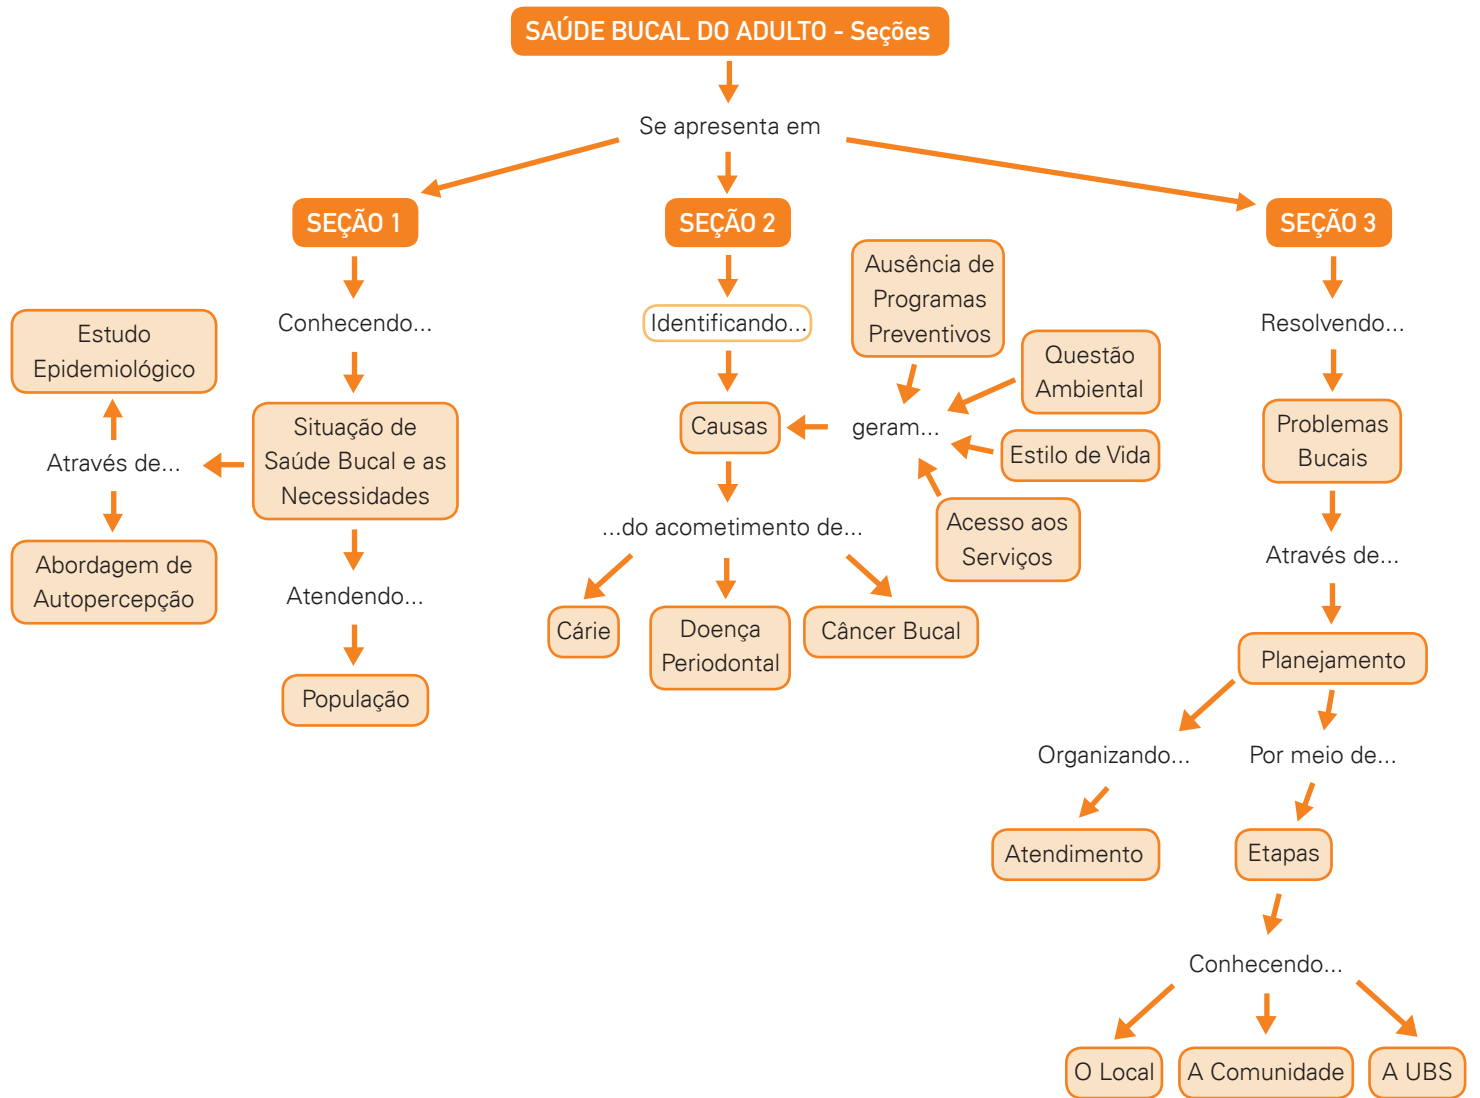 SAÚDE BUCAL DO ADULTO - Seções
Se apresenta em
SEÇÃO 1
Conhecendo...
Situação de
Saúde Bucal e as
Necessidades
Através de...
Estudo
Epidemiológico
Abordagem de
Autopercepção
Atendendo...
População
SEÇÃO 2
Identificando...
Causas
geram...
Ausência de
Programas
Preventivos
Questão
Ambiental
Estilo de Vida
Acesso aos
Serviços
...do acometimento de...
Cárie
Doença
Periodontal
Câncer Bucal
SEÇÃO 3
Resolvendo...
Problemas
Bucais
Através de...
Planejamento
Organizando...
Atendimento
Por meio de...
Etapas
Conhecendo...
O Local
A Comunidade
A UBS